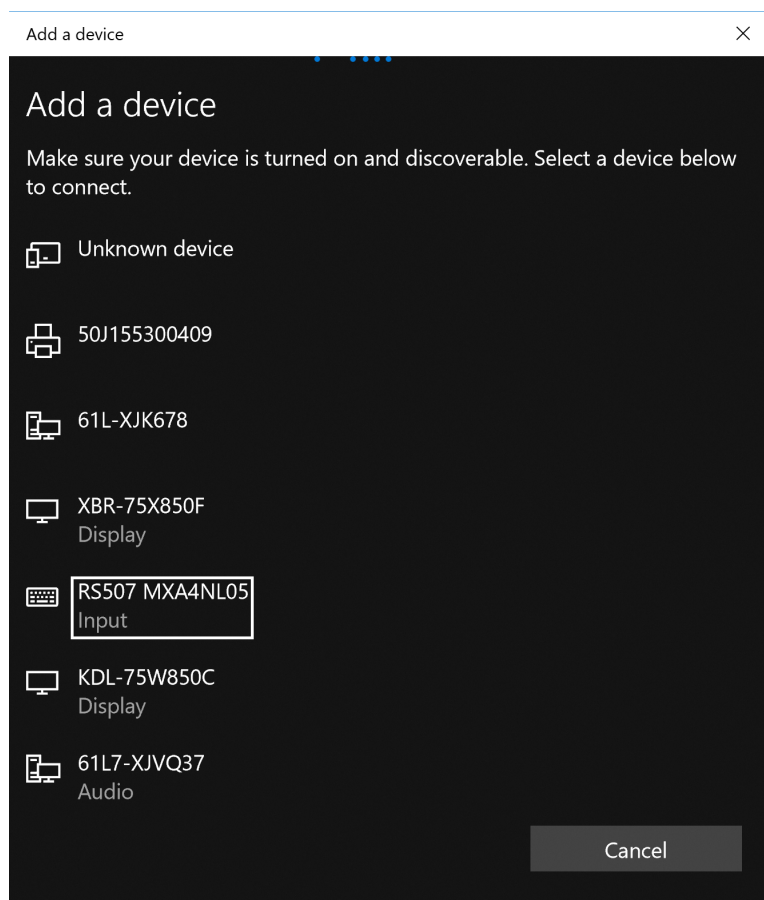 Add a device
Add a device
Make sure your device is turned on and discoverable. Select a device below
to connect.
Unknown device
50J155300409
61L-XJK678
XBR-75X850F
Display
RS507 MXA4NL05
Input
KDL-75W850C
Display
61L7-XJVQ37
Audio
Cancel